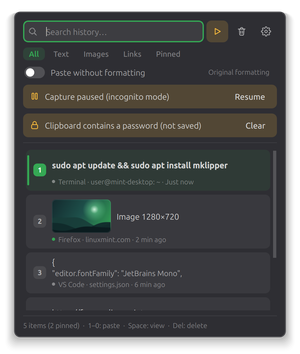 Search history…
All Text Images Links Pinned
Paste without formatting Original formatting
Capture paused (incognito mode) Resume
Clipboard contains a password (not saved) Clear
1 sudo apt update && sudo apt install mklipper
Terminal · user@mint-desktop: ~ · Just now
2 Image 1280×720
Firefox · linuxmint.com · 2 min ago
3 {
"editor.fontFamily": "JetBrains Mono",
VS Code · settings.json · 6 min ago
5 items (2 pinned) · 1–0: paste · Space: view · Del: delete